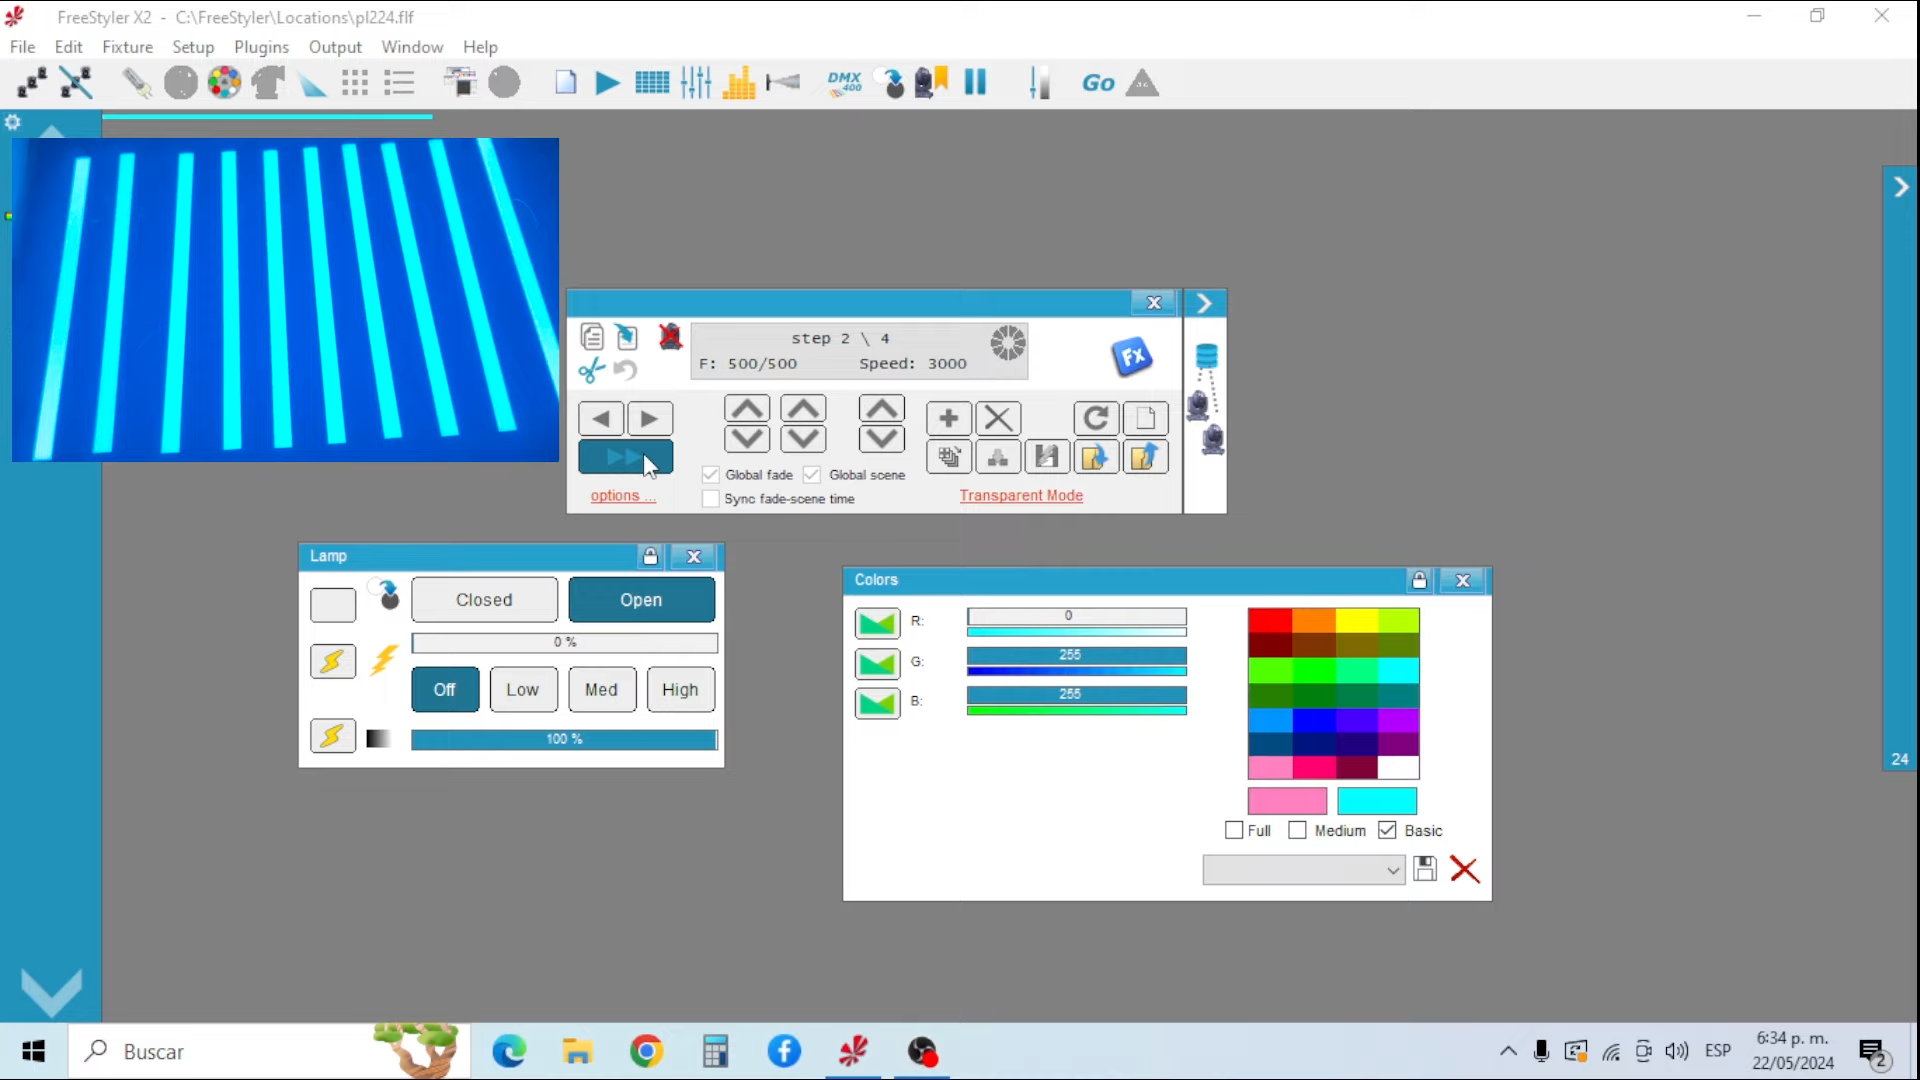 FreeStyler X2 - C:\FreeStyler\Locations\pl224.flf
File Edit Fixture Setup Plugins Output Window Help
DMX
400
Go
step 2 \ 4
F: 500/500 Speed: 3000
Fx
Global fade Global scene
options ...
Sync fade-scene time
Transparent Mode
Lamp
Closed Open
0 %
Off Low Med High
100 %
Colors
R: 0
G: 255
B: 255
Full Medium Basic
24
Buscar
ESP
6:34 p. m.
22/05/2024
2